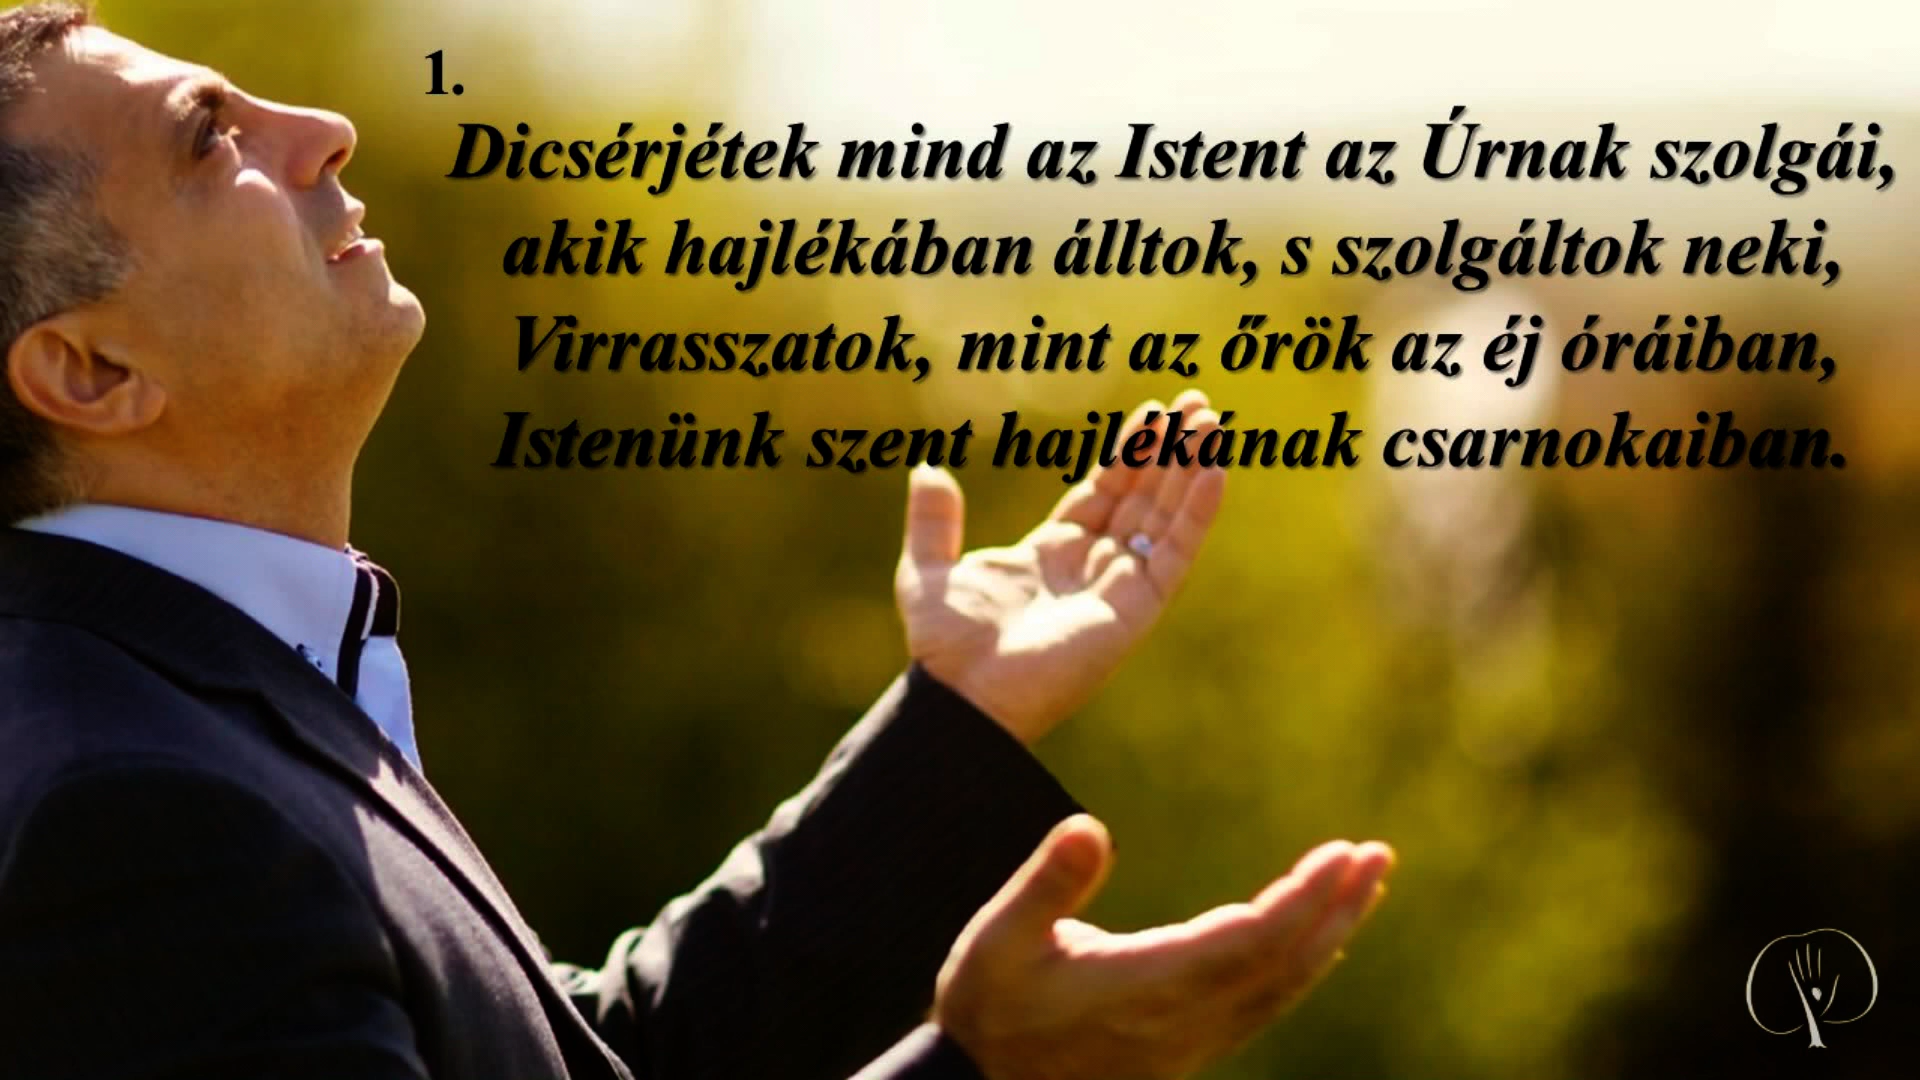 1.
Dicsérjétek mind az Istent az Úrnak szolgái,
akik hajlékában álltok, s szolgáltok neki,
Virrasszatok, mint az őrök az éj óráiban,
Istenünk szent hajlékának csarnokaiban.